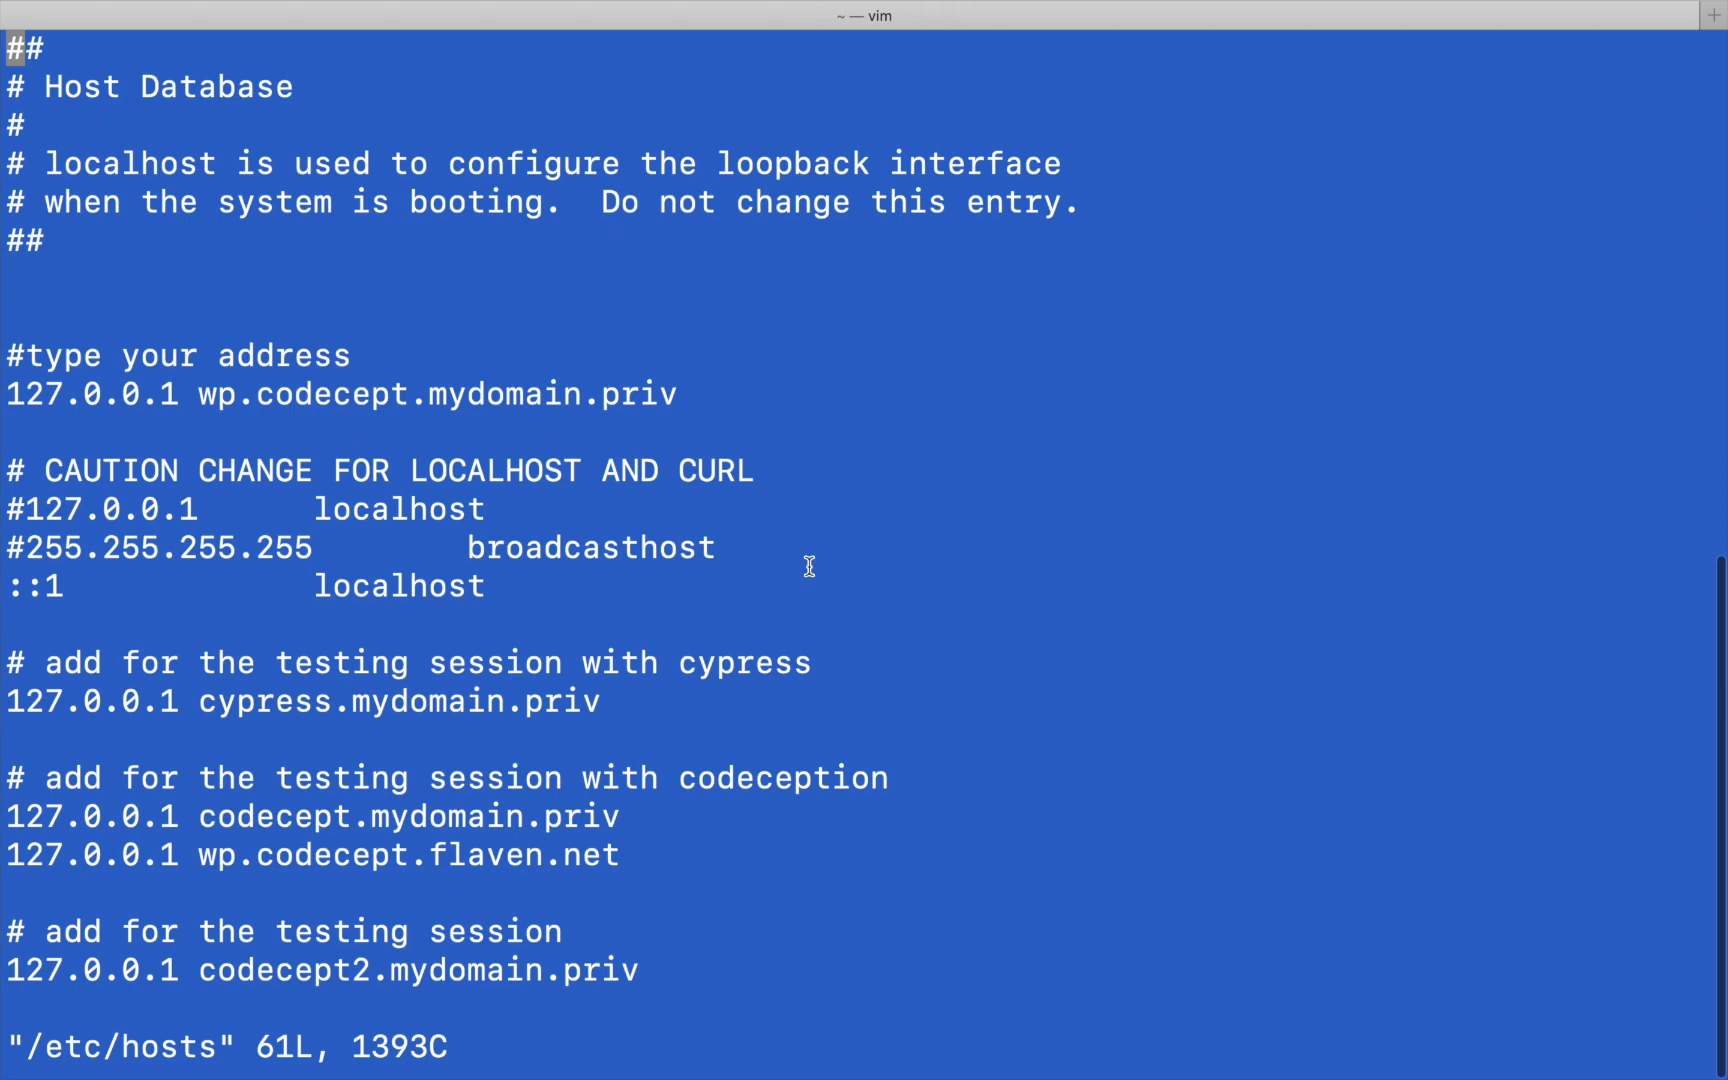 ~ — vim
##
# Host Database
#
# localhost is used to configure the loopback interface
# when the system is booting.  Do not change this entry.
##
#type your address
127.0.0.1 wp.codecept.mydomain.priv
# CAUTION CHANGE FOR LOCALHOST AND CURL
#127.0.0.1      localhost
#255.255.255.255        broadcasthost
::1             localhost
# add for the testing session with cypress
127.0.0.1 cypress.mydomain.priv
# add for the testing session with codeception
127.0.0.1 codecept.mydomain.priv
127.0.0.1 wp.codecept.flaven.net
# add for the testing session
127.0.0.1 codecept2.mydomain.priv
"/etc/hosts" 61L, 1393C